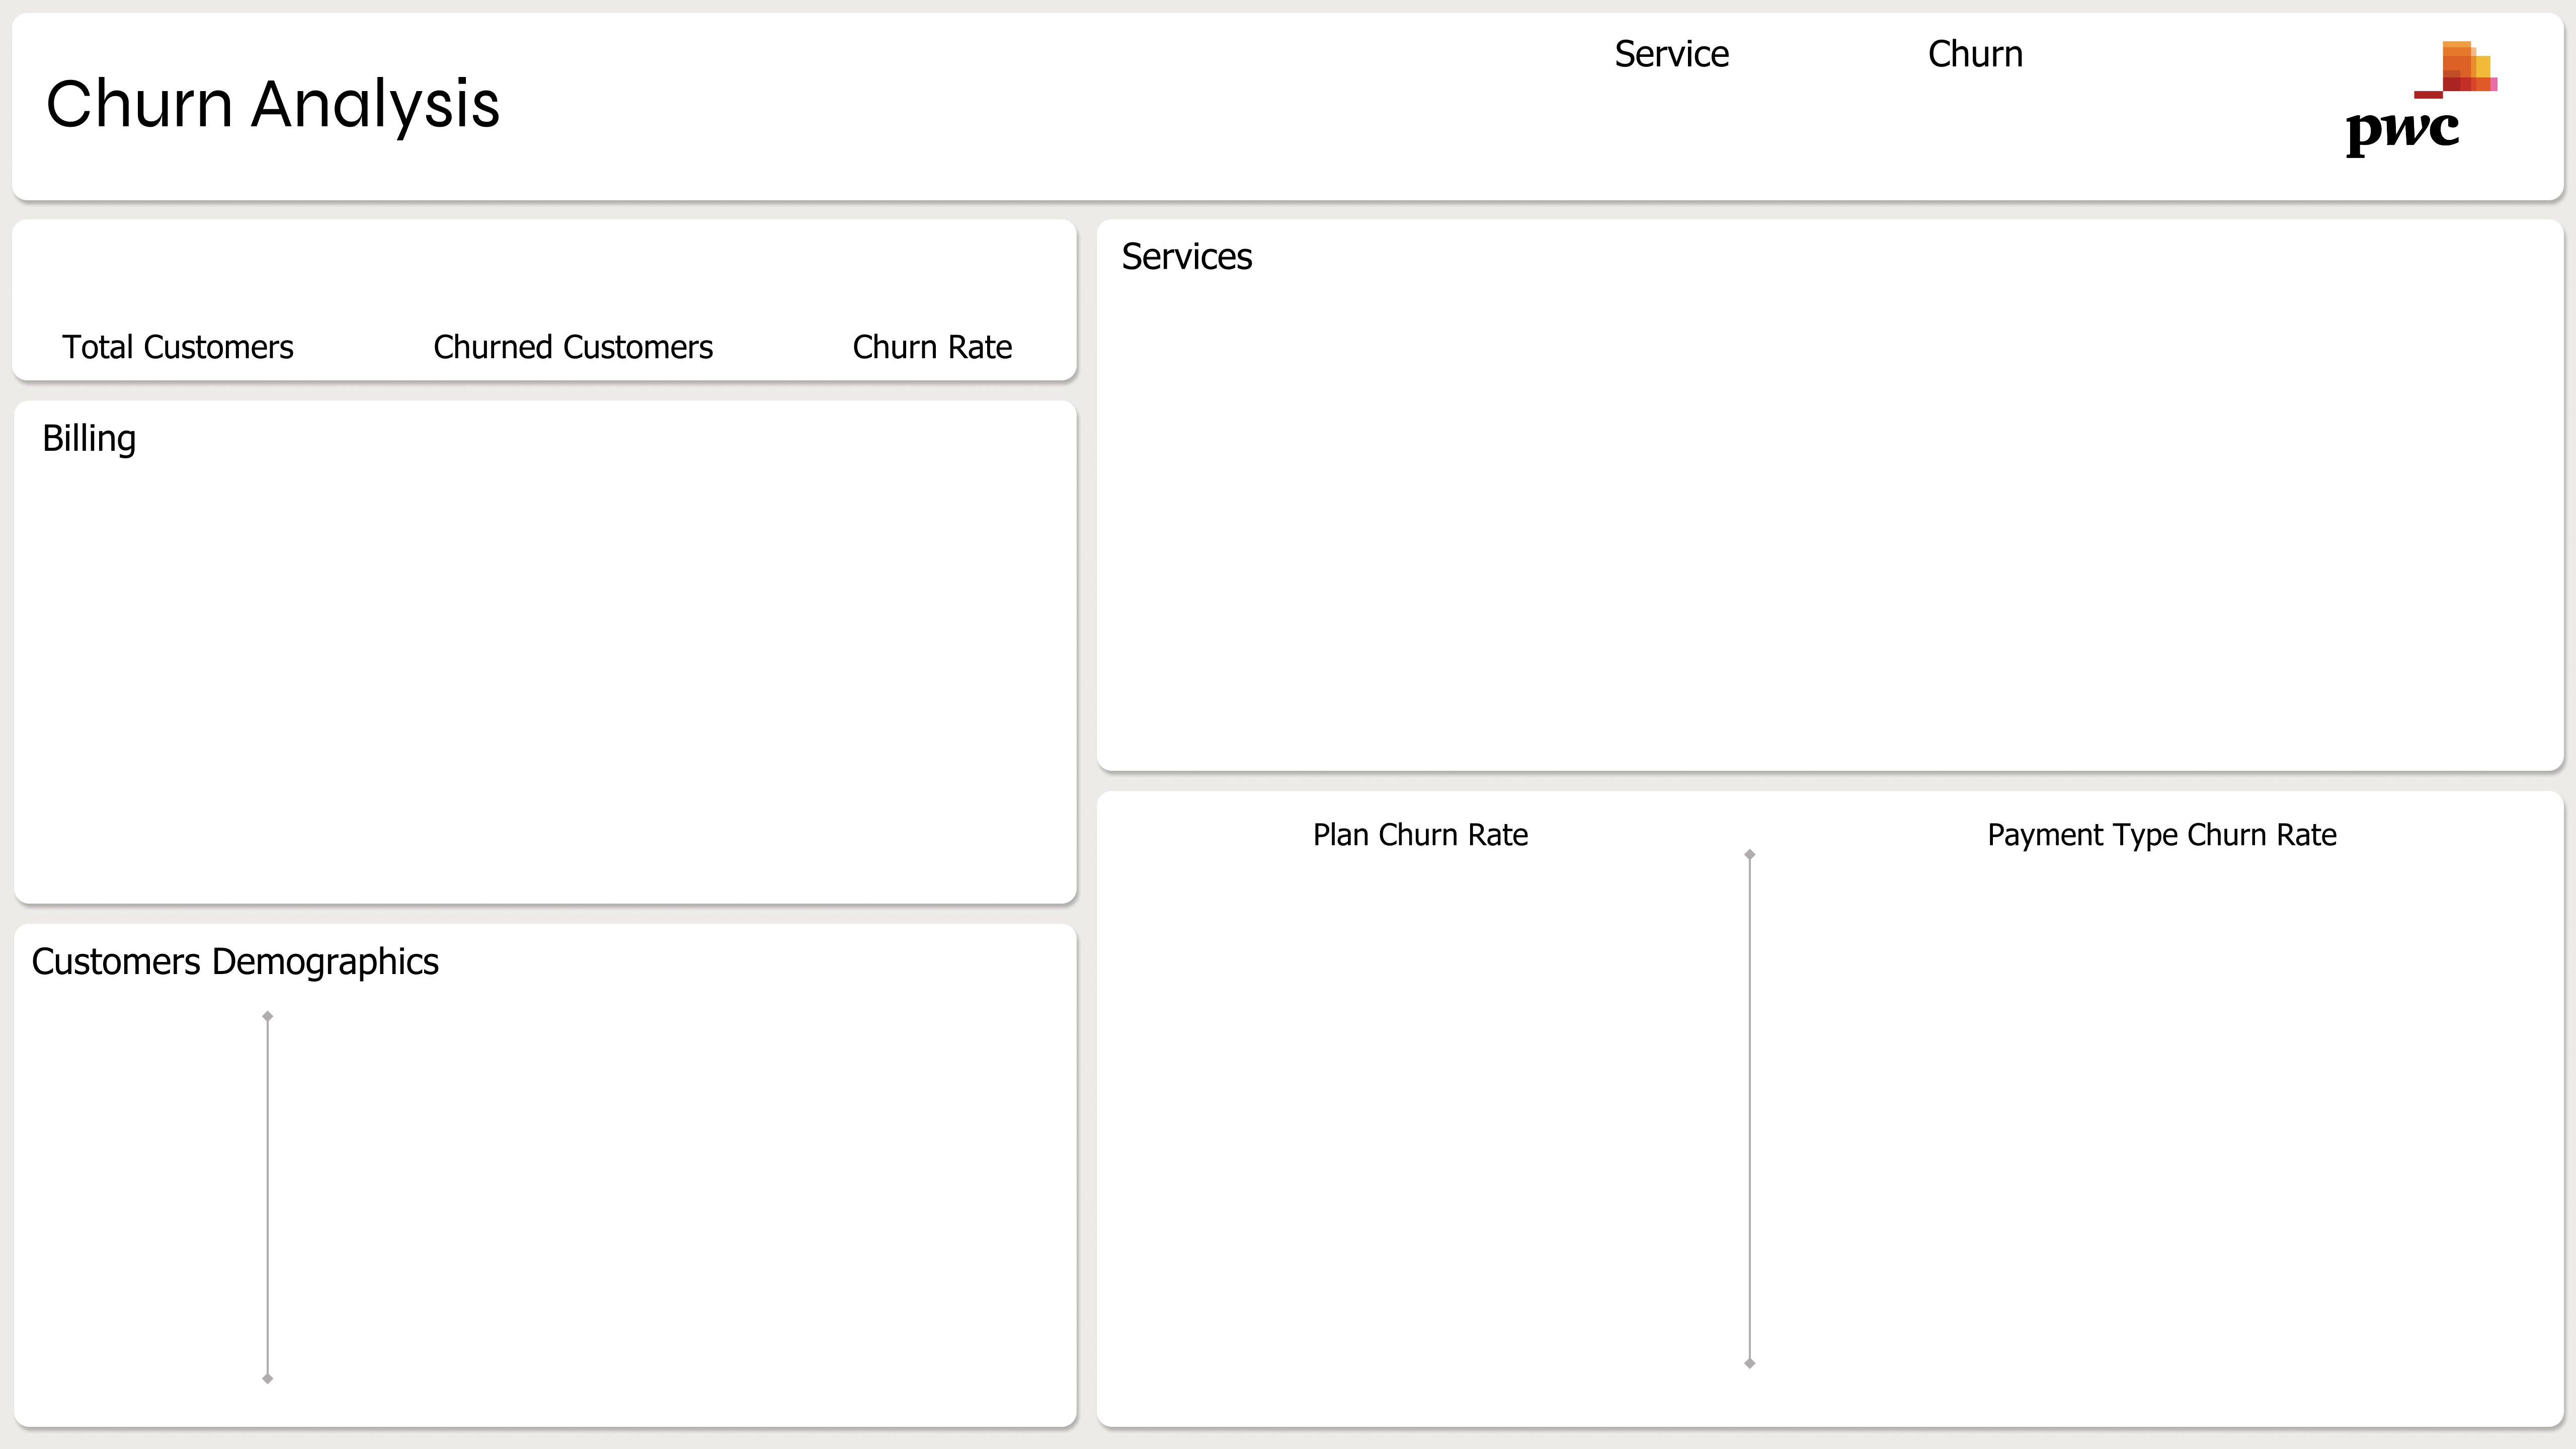 Service
Churn
Churn Analysis
pwc
Total Customers
Churned Customers
Churn Rate
Services
Billing
Plan Churn Rate
Payment Type Churn Rate
Customers Demographics